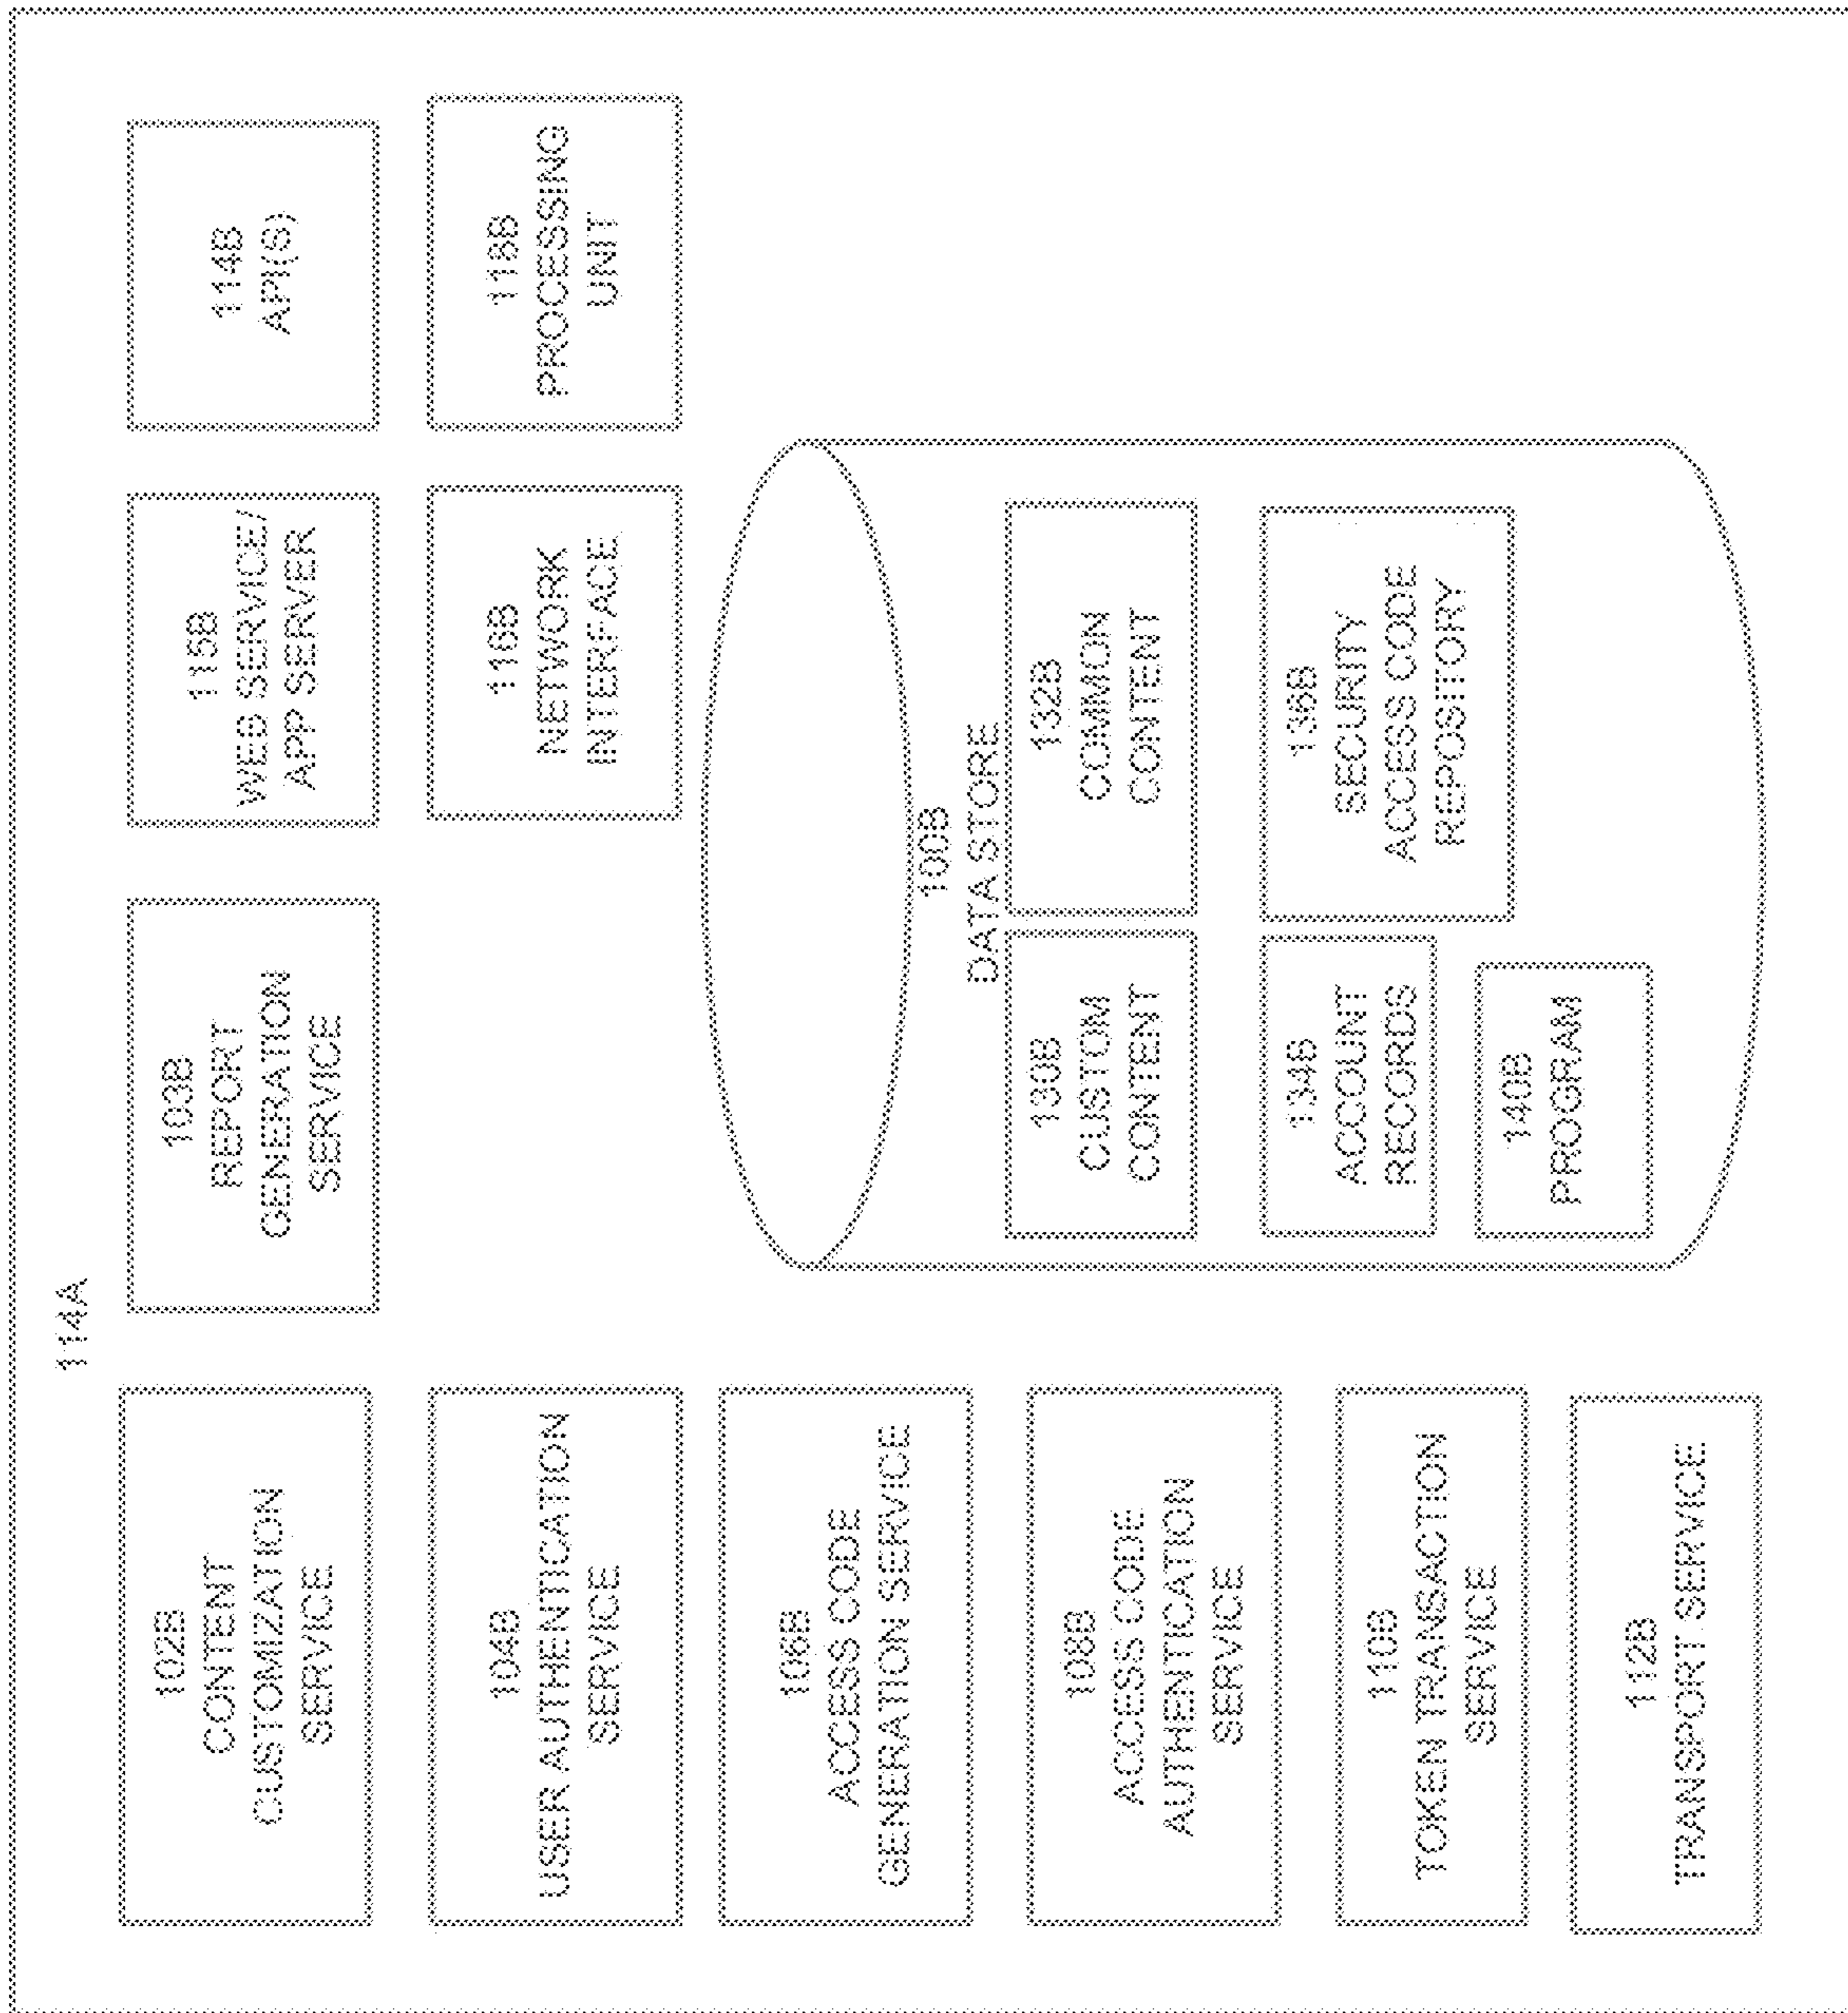 114A
102B
CONTENT
CUSTOMIZATION
SERVICE
103B
REPORT
GENERATION
SERVICE
115B
WEB SERVICE/
APP SERVER
114B
API(S)
104B
USER AUTHENTICATION
SERVICE
116B
NETWORK
INTERFACE
118B
PROCESSING
UNIT
106B
ACCESS CODE
GENERATION SERVICE
100B
DATA STORE
108B
ACCESS CODE
AUTHENTICATION
SERVICE
130B
CUSTOM
CONTENT
132B
COMMON
CONTENT
110B
TOKEN TRANSACTION
SERVICE
134B
ACCOUNT
RECORDS
136B
SECURITY
ACCESS CODE
REPOSITORY
112B
TRANSPORT SERVICE
140B
PROGRAM